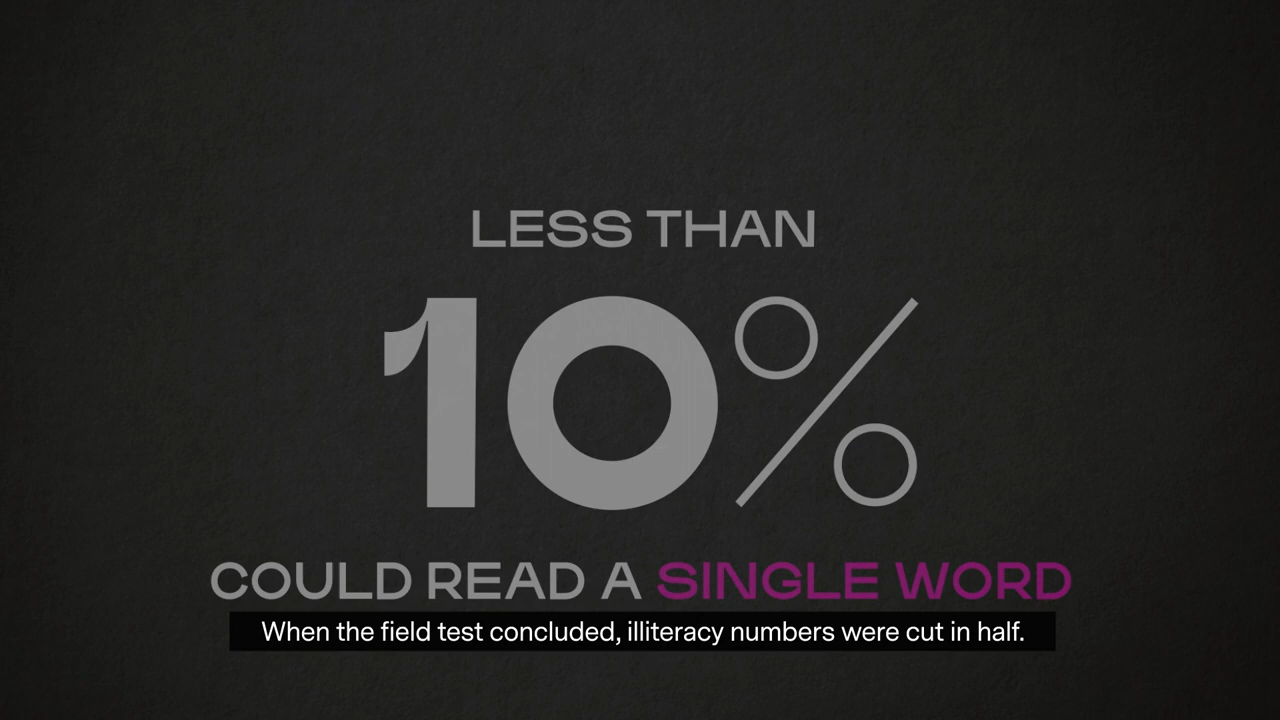 LESS THAN
10%
COULD READ A SINGLE WORD
When the field test concluded, illiteracy numbers were cut in half.